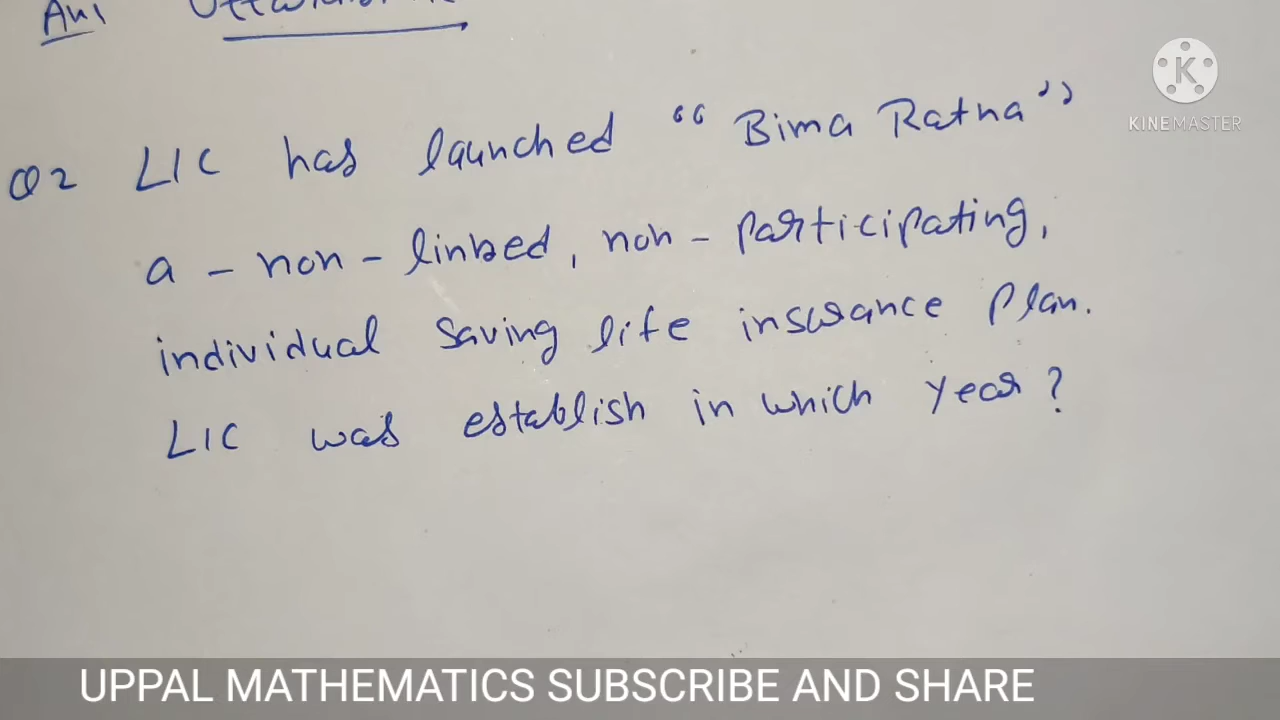 Ans
Q2 LIC has launched "Bima Ratna"
a - non - linked, non - participating,
individual saving life insurance plan.
LIC was establish in which year?
KINEMASTER
UPPAL MATHEMATICS SUBSCRIBE AND SHARE